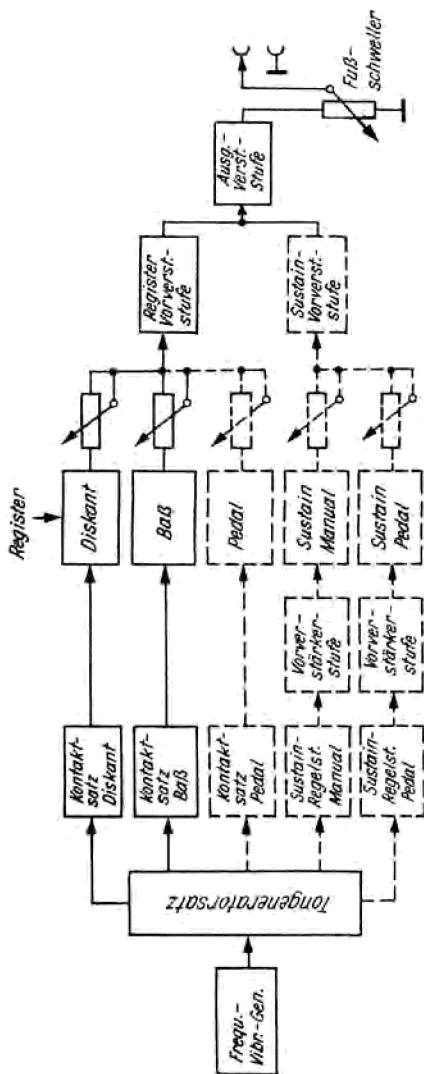 Frequ.-
Vibr.-Gen.
Tongeneratorsatz
Kontakt-
satz
Diskant
Kontakt-
satz
Baß
Kontakt-
satz
Pedal
Sustain-
Regelst.
Manual
Sustain-
Regelst.
Pedal
Vorver-
stärker-
stufe
Vorver-
stärker-
stufe
Register
Diskant
Baß
Pedal
Sustain
Manual
Sustain
Pedal
Register
Vorverst.-
stufe
Sustain-
Vorverst.-
stufe
Ausg.-
Verst.-
Stufe
Fuß-
schweller